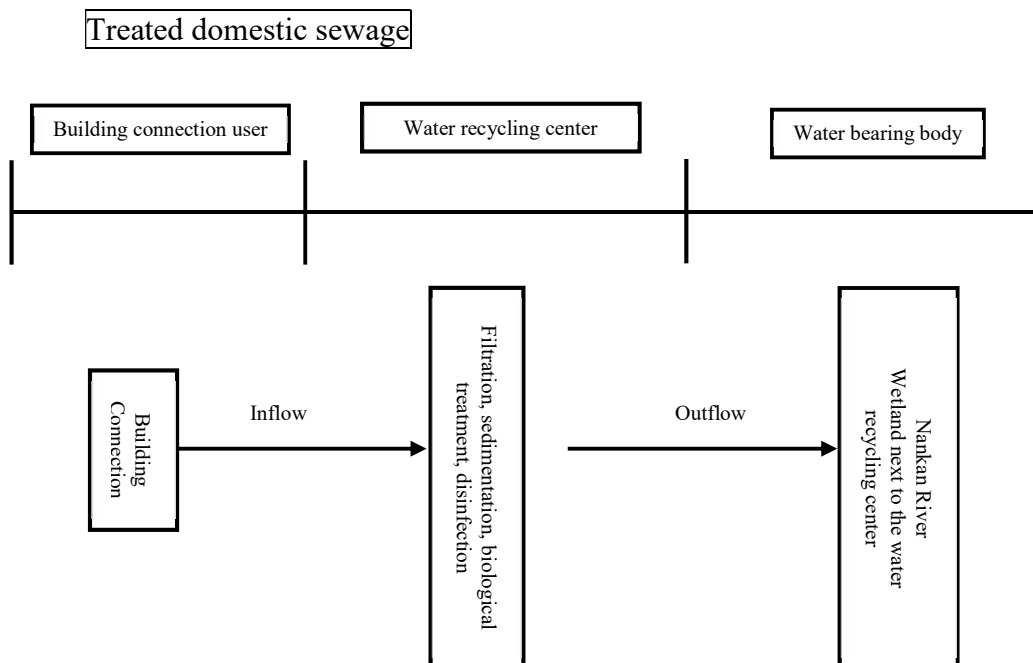 Treated domestic sewage
Building connection user
Water recycling center
Water bearing body
Building
Connection
Inflow
Filtration, sedimentation, biological
treatment, disinfection
Outflow
Nankan River
Wetland next to the water
recycling center